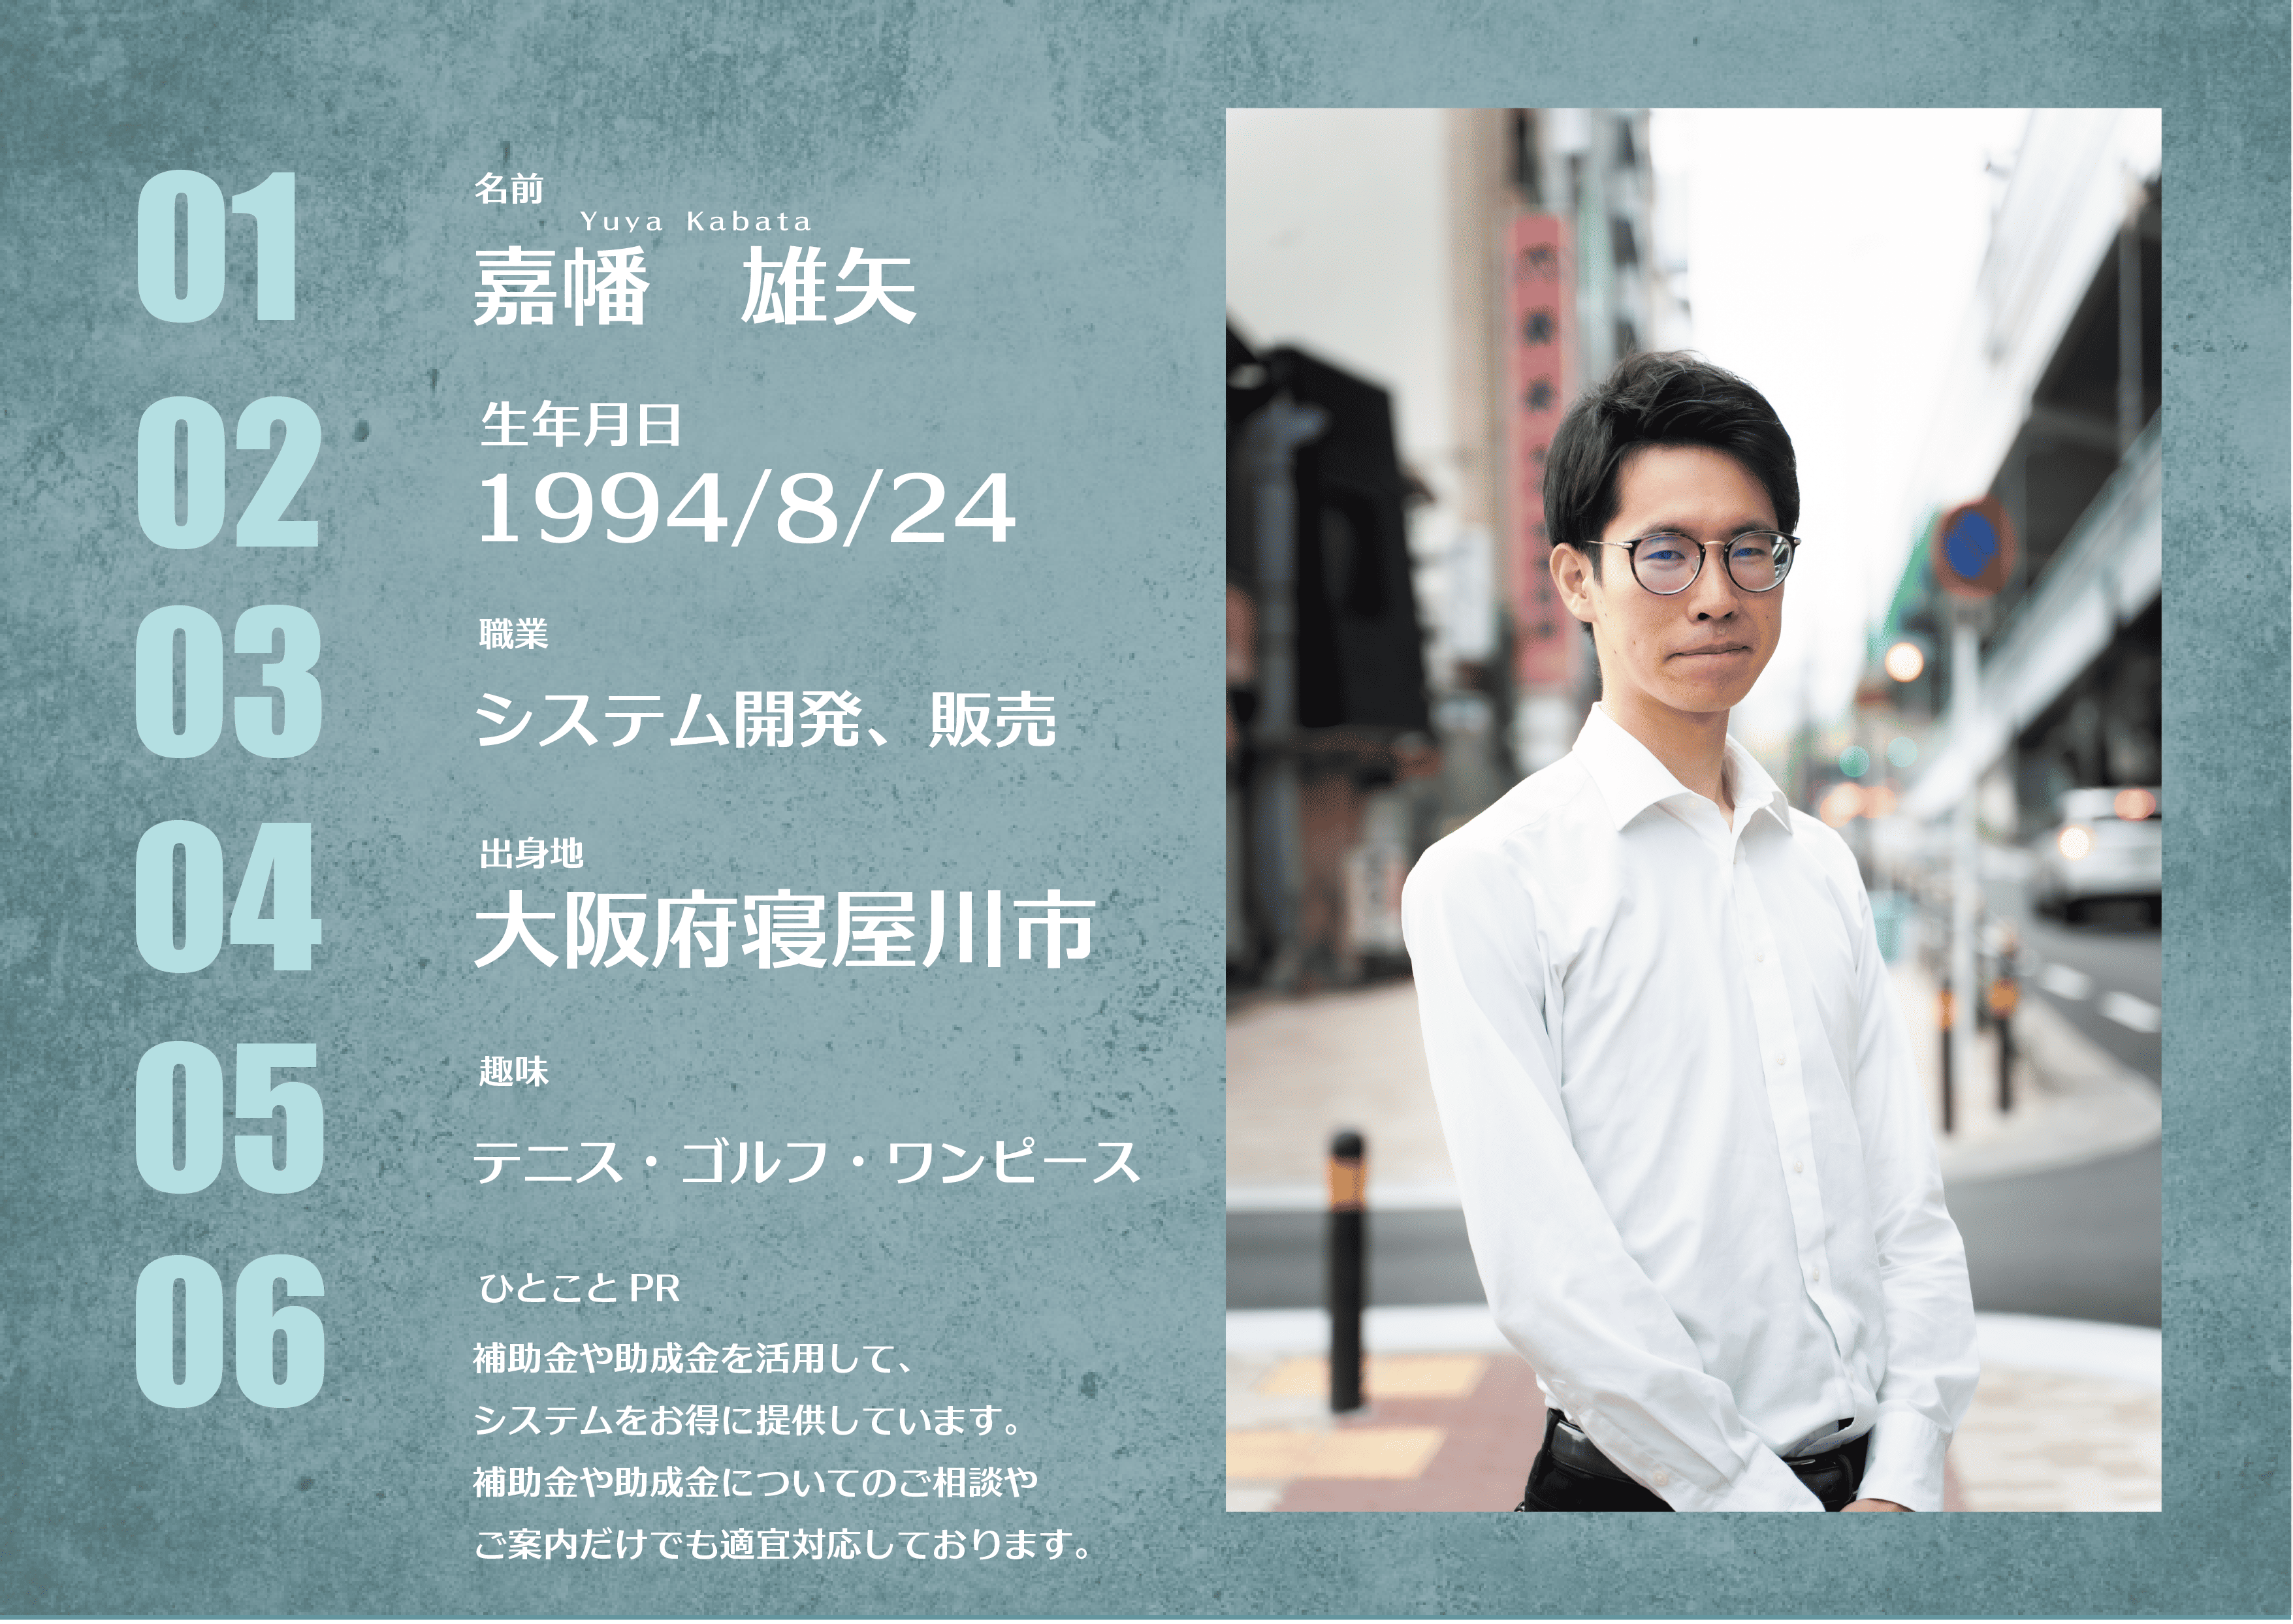 01
名前
Yuya Kabata
嘉幡　雄矢
02
生年月日
1994/8/24
03
職業
システム開発、販売
04
出身地
大阪府寝屋川市
05
趣味
テニス・ゴルフ・ワンピース
06
ひとことPR
補助金や助成金を活用して、
システムをお得に提供しています。
補助金や助成金についてのご相談や
ご案内だけでも適宜対応しております。